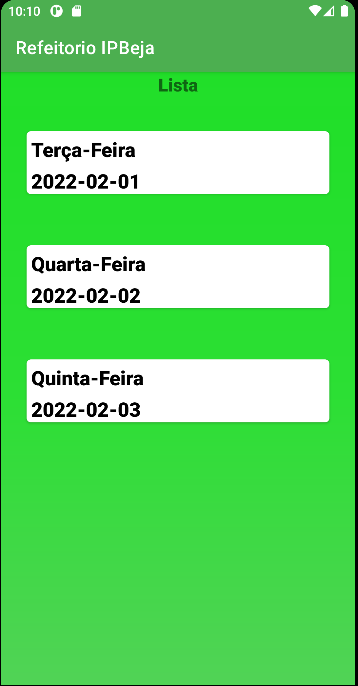 10:10
Refeitorio IPBeja
Lista
Terça-Feira
2022-02-01
Quarta-Feira
2022-02-02
Quinta-Feira
2022-02-03